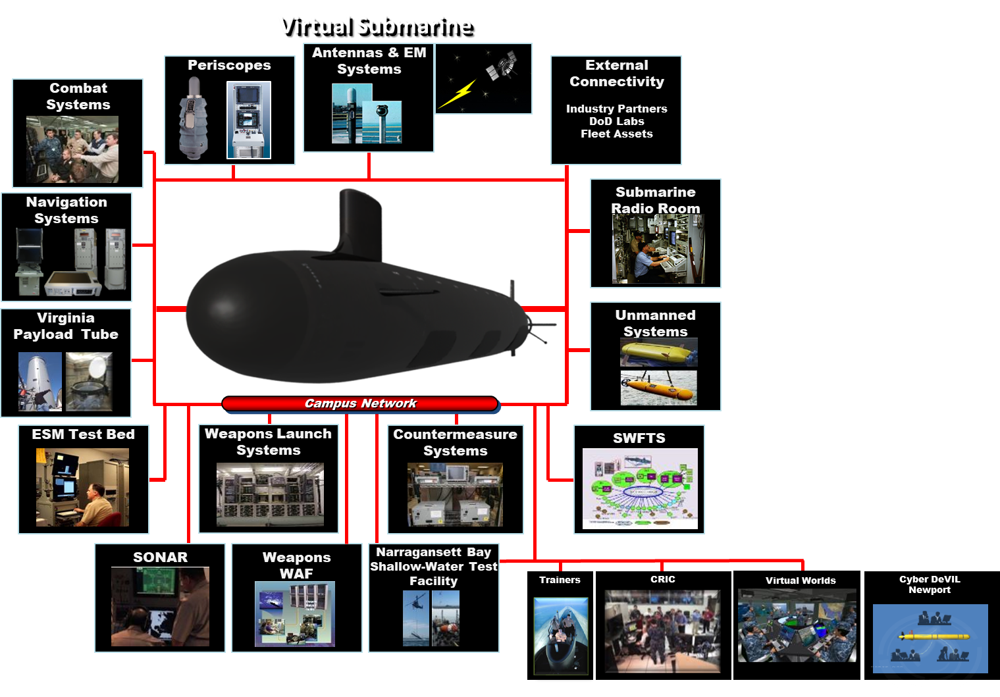 Virtual Submarine
Combat
Systems
Periscopes
Antennas & EM
Systems
External
Connectivity
Industry Partners
DoD Labs
Fleet Assets
Navigation
Systems
Submarine
Radio Room
Virginia
Payload Tube
Unmanned
Systems
Campus Network
ESM Test Bed
Weapons Launch
Systems
Countermeasure
Systems
SWFTS
SONAR
Weapons
WAF
Narragansett Bay
Shallow-Water Test
Facility
Trainers
CRIC
Virtual Worlds
Cyber DeVIL
Newport